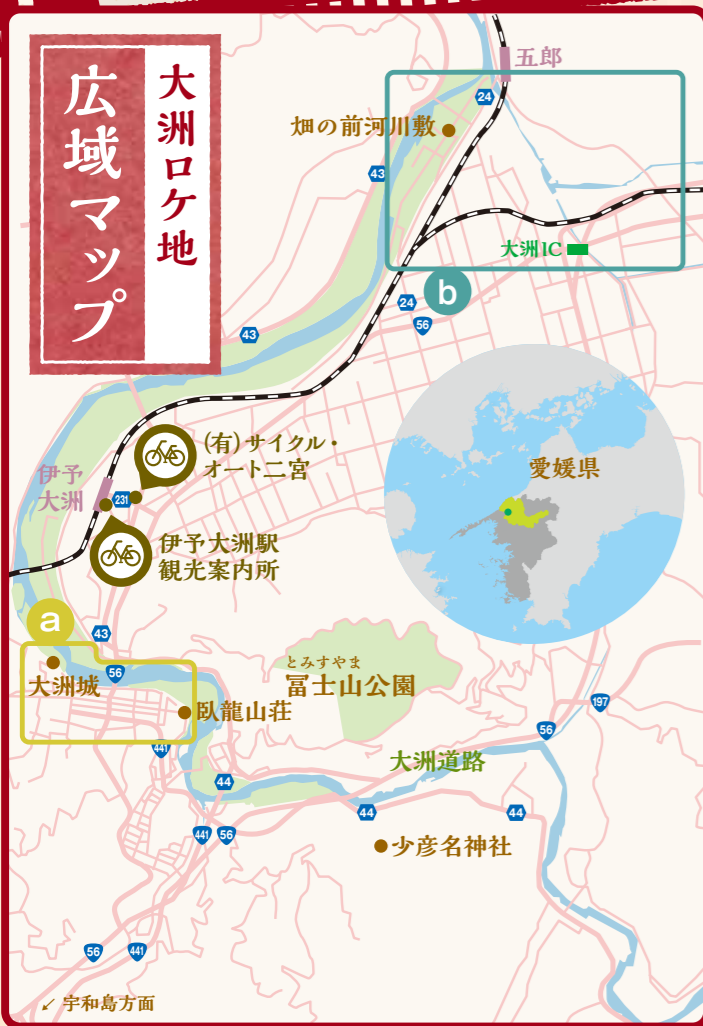 大洲ロケ地
広域マップ
五郎
24
畑の前河川敷
43
大洲IC
b
24
56
43
(有)サイクル・
オート二宮
愛媛県
伊予
大洲
231
伊予大洲駅
観光案内所
a
43
大洲城
56
とみすやま
冨士山公園
臥龍山荘
197
56
441
大洲道路
44
44
44
441
56
少彦名神社
56
441
↙ 宇和島方面